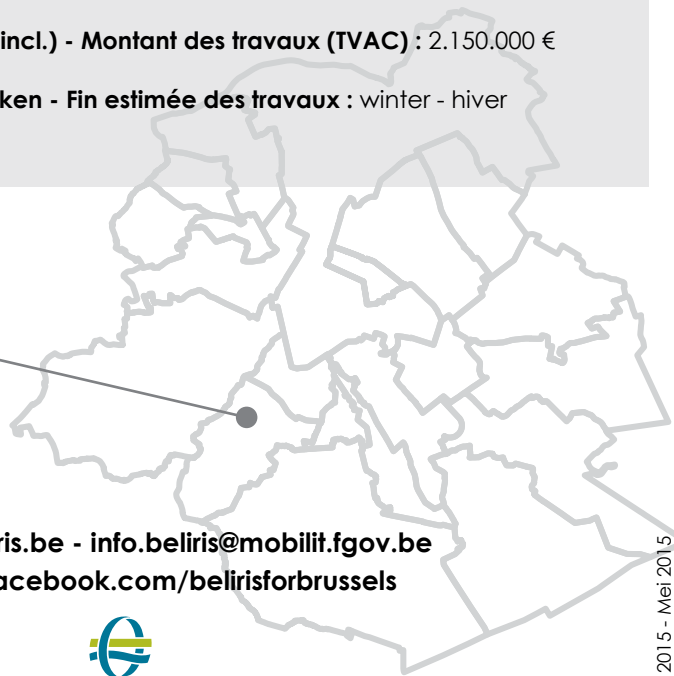 incl.) - Montant des travaux (TVAC) : 2.150.000 €
ken - Fin estimée des travaux : winter - hiver
ris.be - info.beliris@mobilit.fgov.be
acebook.com/belirisforbrussels
2015 - Mei 2015